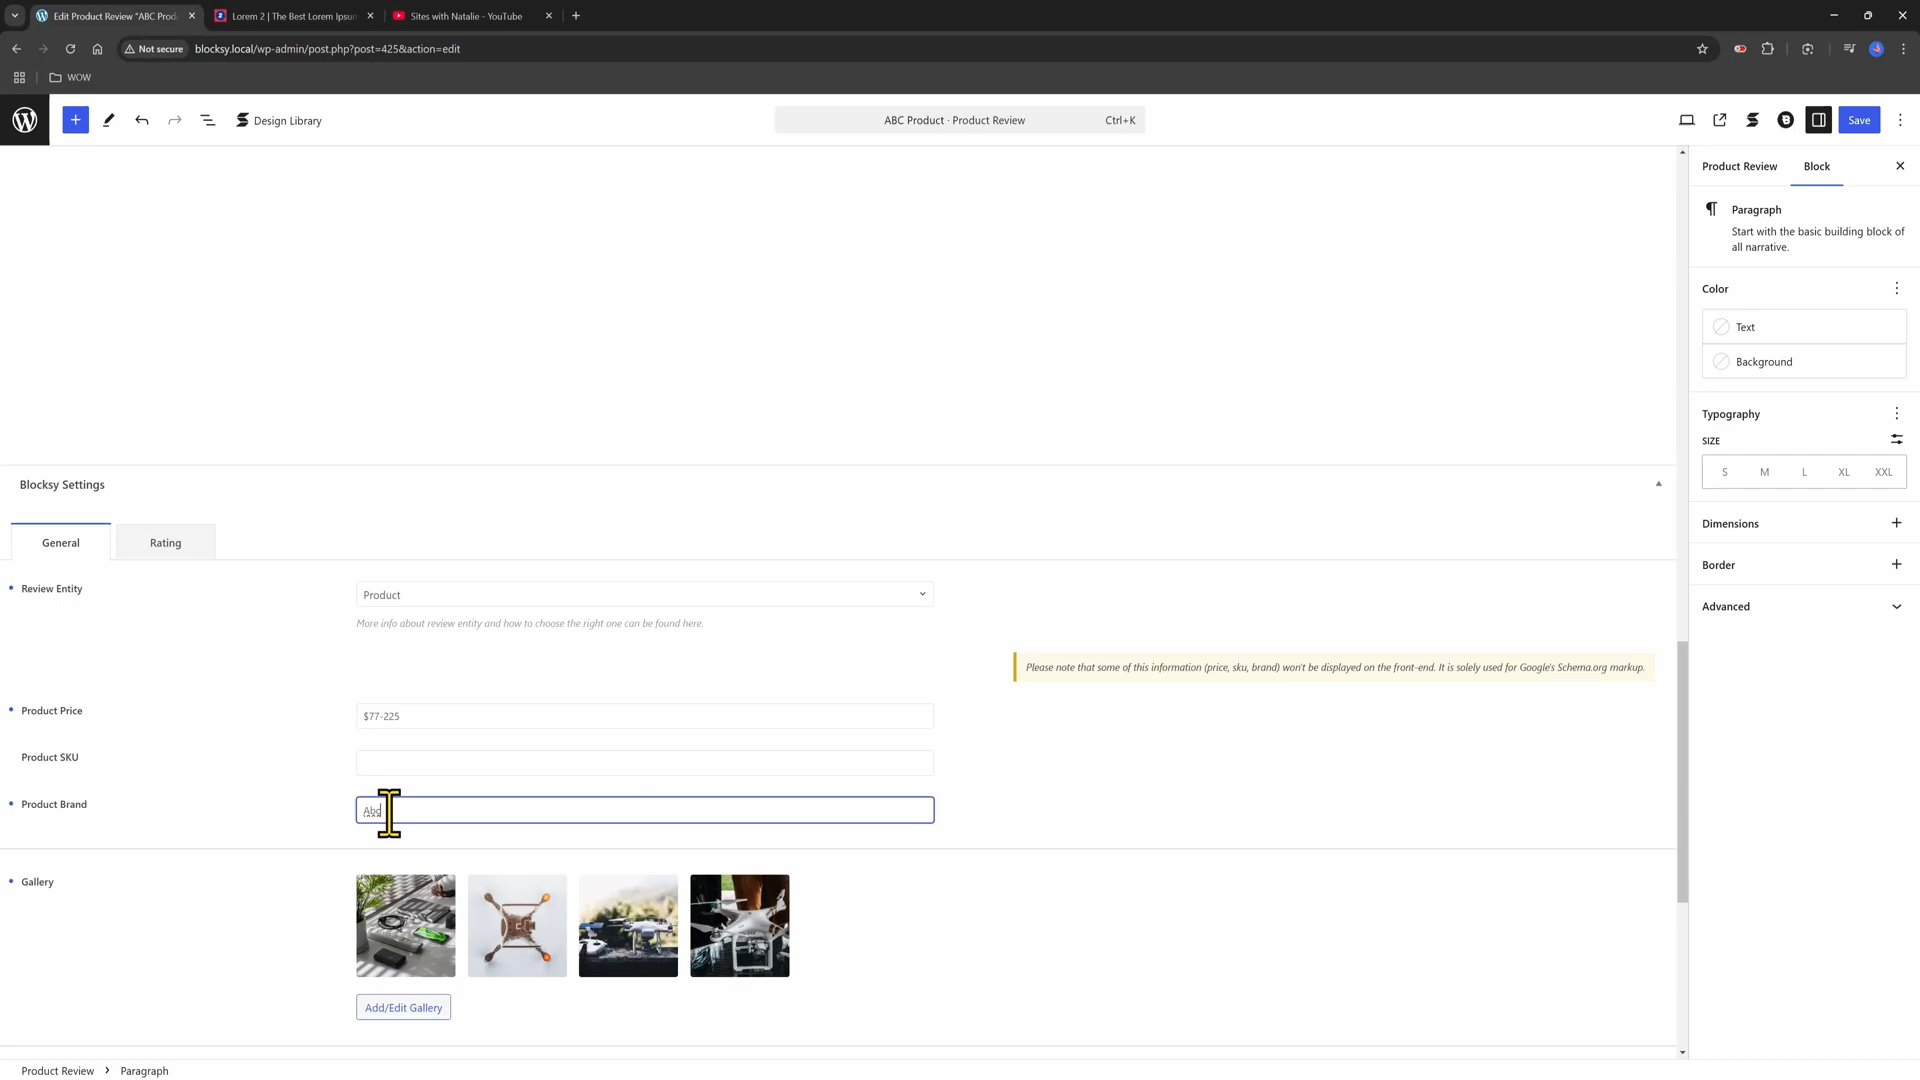 Edit Product Review "ABC Prod
Lorem 2 | The Best Lorem Ipsum
Sites with Natalie - YouTube
Not secure
blocksy.local/wp-admin/post.php?post=425&action=edit
WOW
Design Library
ABC Product · Product Review
Ctrl+K
Save
Product Review
Block
Paragraph
Start with the basic building block of
all narrative.
Color
Text
Background
Typography
SIZE
S
M
L
XL
XXL
Dimensions
Border
Advanced
Blocksy Settings
General
Rating
Review Entity
Product
More info about review entity and how to choose the right one can be found here.
Please note that some of this information (price, sku, brand) won't be displayed on the front-end. It is solely used for Google's Schema.org markup.
Product Price
$77-225
Product SKU
Product Brand
Abc
Gallery
Add/Edit Gallery
Product Review
Paragraph